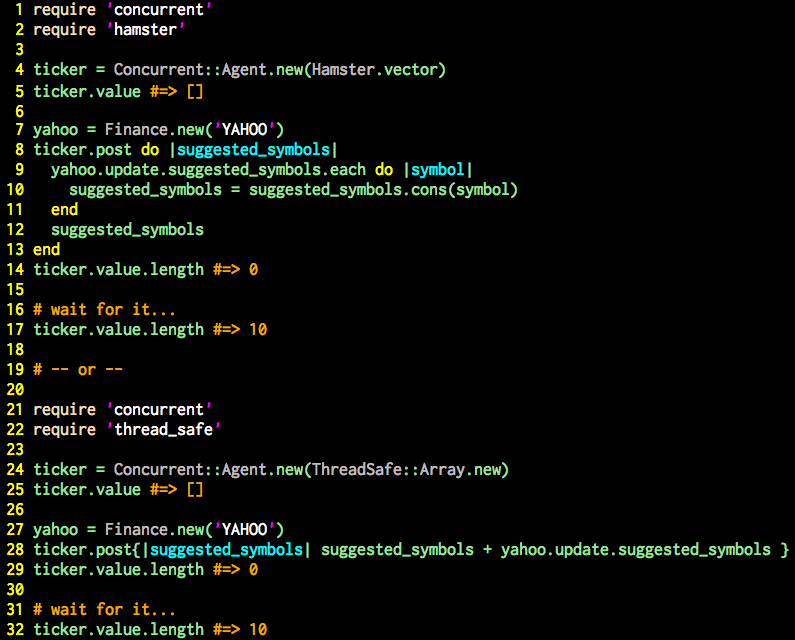 1 require 'concurrent'
2 require 'hamster'
3
4 ticker = Concurrent::Agent.new(Hamster.vector)
5 ticker.value #=> []
6
7 yahoo = Finance.new('YAHOO')
8 ticker.post do |suggested_symbols|
9   yahoo.update.suggested_symbols.each do |symbol|
10     suggested_symbols = suggested_symbols.cons(symbol)
11   end
12   suggested_symbols
13 end
14 ticker.value.length #=> 0
15
16 # wait for it...
17 ticker.value.length #=> 10
18
19 # -- or --
20
21 require 'concurrent'
22 require 'thread_safe'
23
24 ticker = Concurrent::Agent.new(ThreadSafe::Array.new)
25 ticker.value #=> []
26
27 yahoo = Finance.new('YAHOO')
28 ticker.post{|suggested_symbols| suggested_symbols + yahoo.update.suggested_symbols }
29 ticker.value.length #=> 0
30
31 # wait for it...
32 ticker.value.length #=> 10